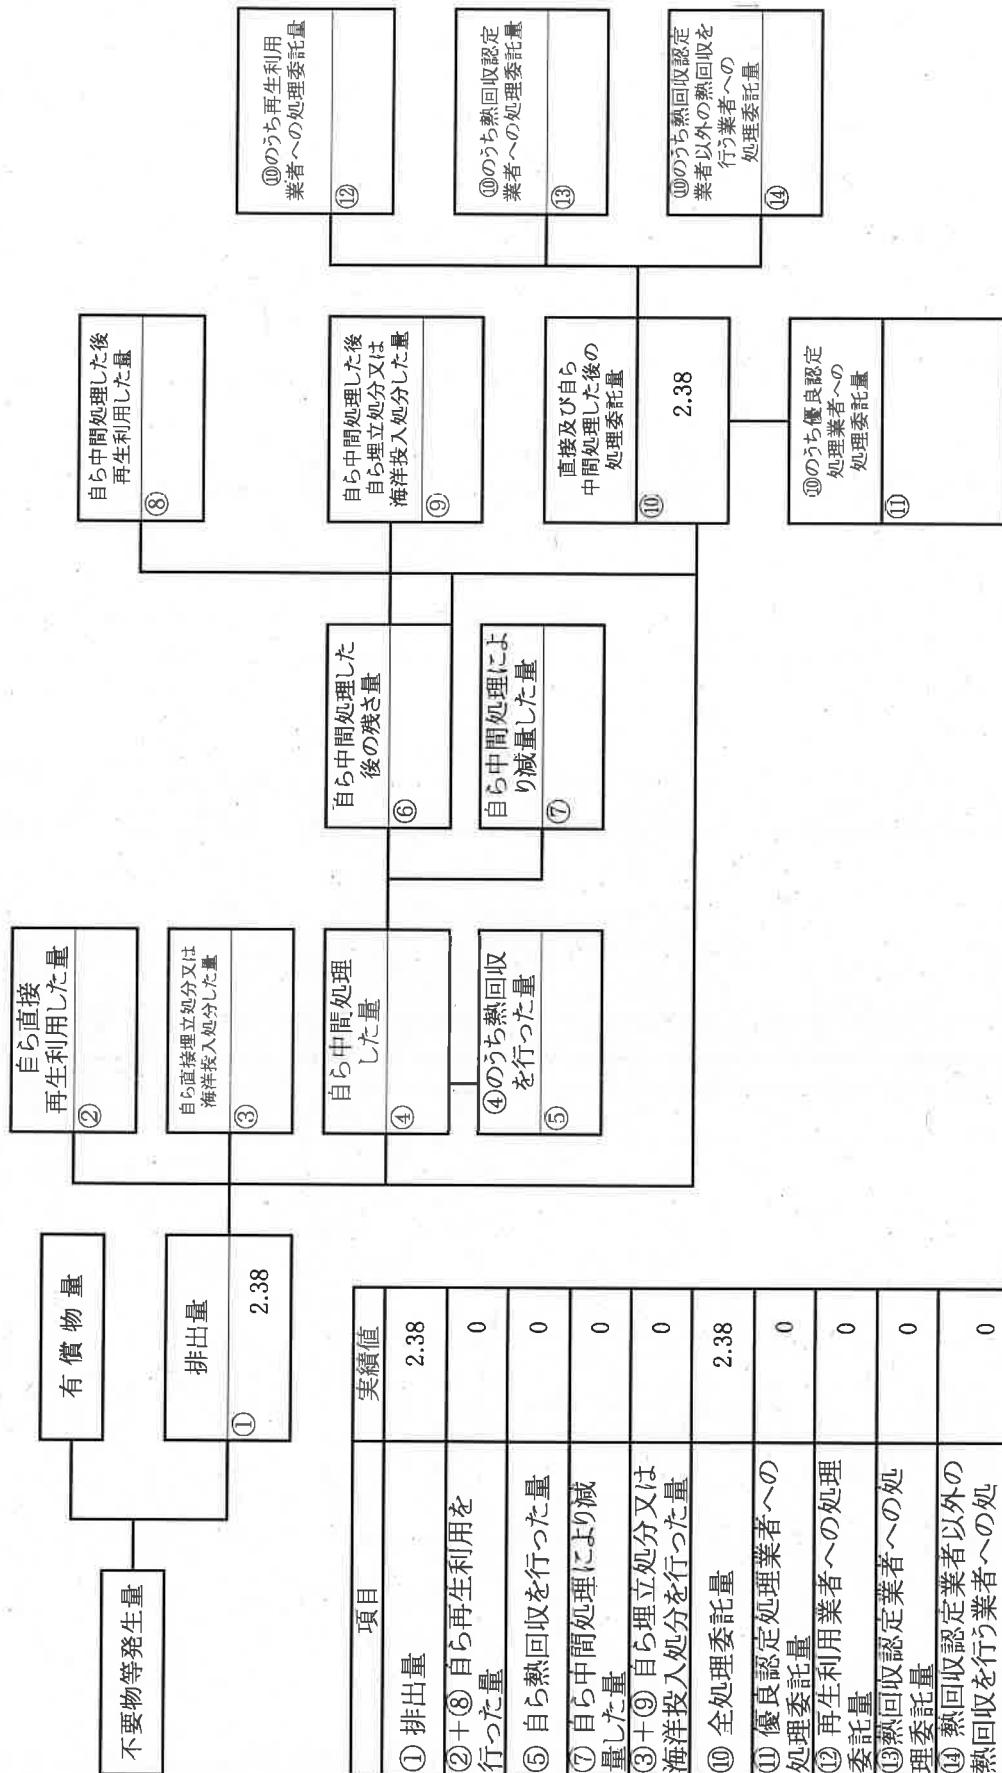 不要物等発生量
有償物量
排出量
①
2.38
自ら直接
再生利用した量
②
自ら直接埋立処分又は
海洋投入処分した量
③
自ら中間処理
した量
④
④のうち熱回収
を行った量
⑤
自ら中間処理した
後の残さ量
⑥
自ら中間処理によ
り減量した量
⑦
自ら中間処理した後
再生利用した量
⑧
自ら中間処理した後
自ら埋立処分又は
海洋投入処分した量
⑨
直接及び自ら
中間処理した後の
処理委託量
⑩
2.38
⑩のうち優良認定
処理業者への
処理委託量
⑪
⑩のうち再生利用
業者への処理委託量
⑫
⑩のうち熱回収認定
業者への処理委託量
⑬
⑩のうち熱回収認定
業者以外の熱回収を
行う業者への
処理委託量
⑭
項目
実績値
① 排出量
2.38
②+⑧ 自ら再生利用を
行った量
0
⑤ 自ら熱回収を行った量
0
⑦ 自ら中間処理により減
量した量
0
③+⑨ 自ら埋立処分又は
海洋投入処分を行った量
0
⑩ 全処理委託量
2.38
⑪ 優良認定処理業者への
処理委託量
0
⑫ 再生利用業者への処理
委託量
0
⑬熱回収認定業者への処
理委託量
0
⑭ 熱回収認定業者以外の
熱回収を行う業者への処
0